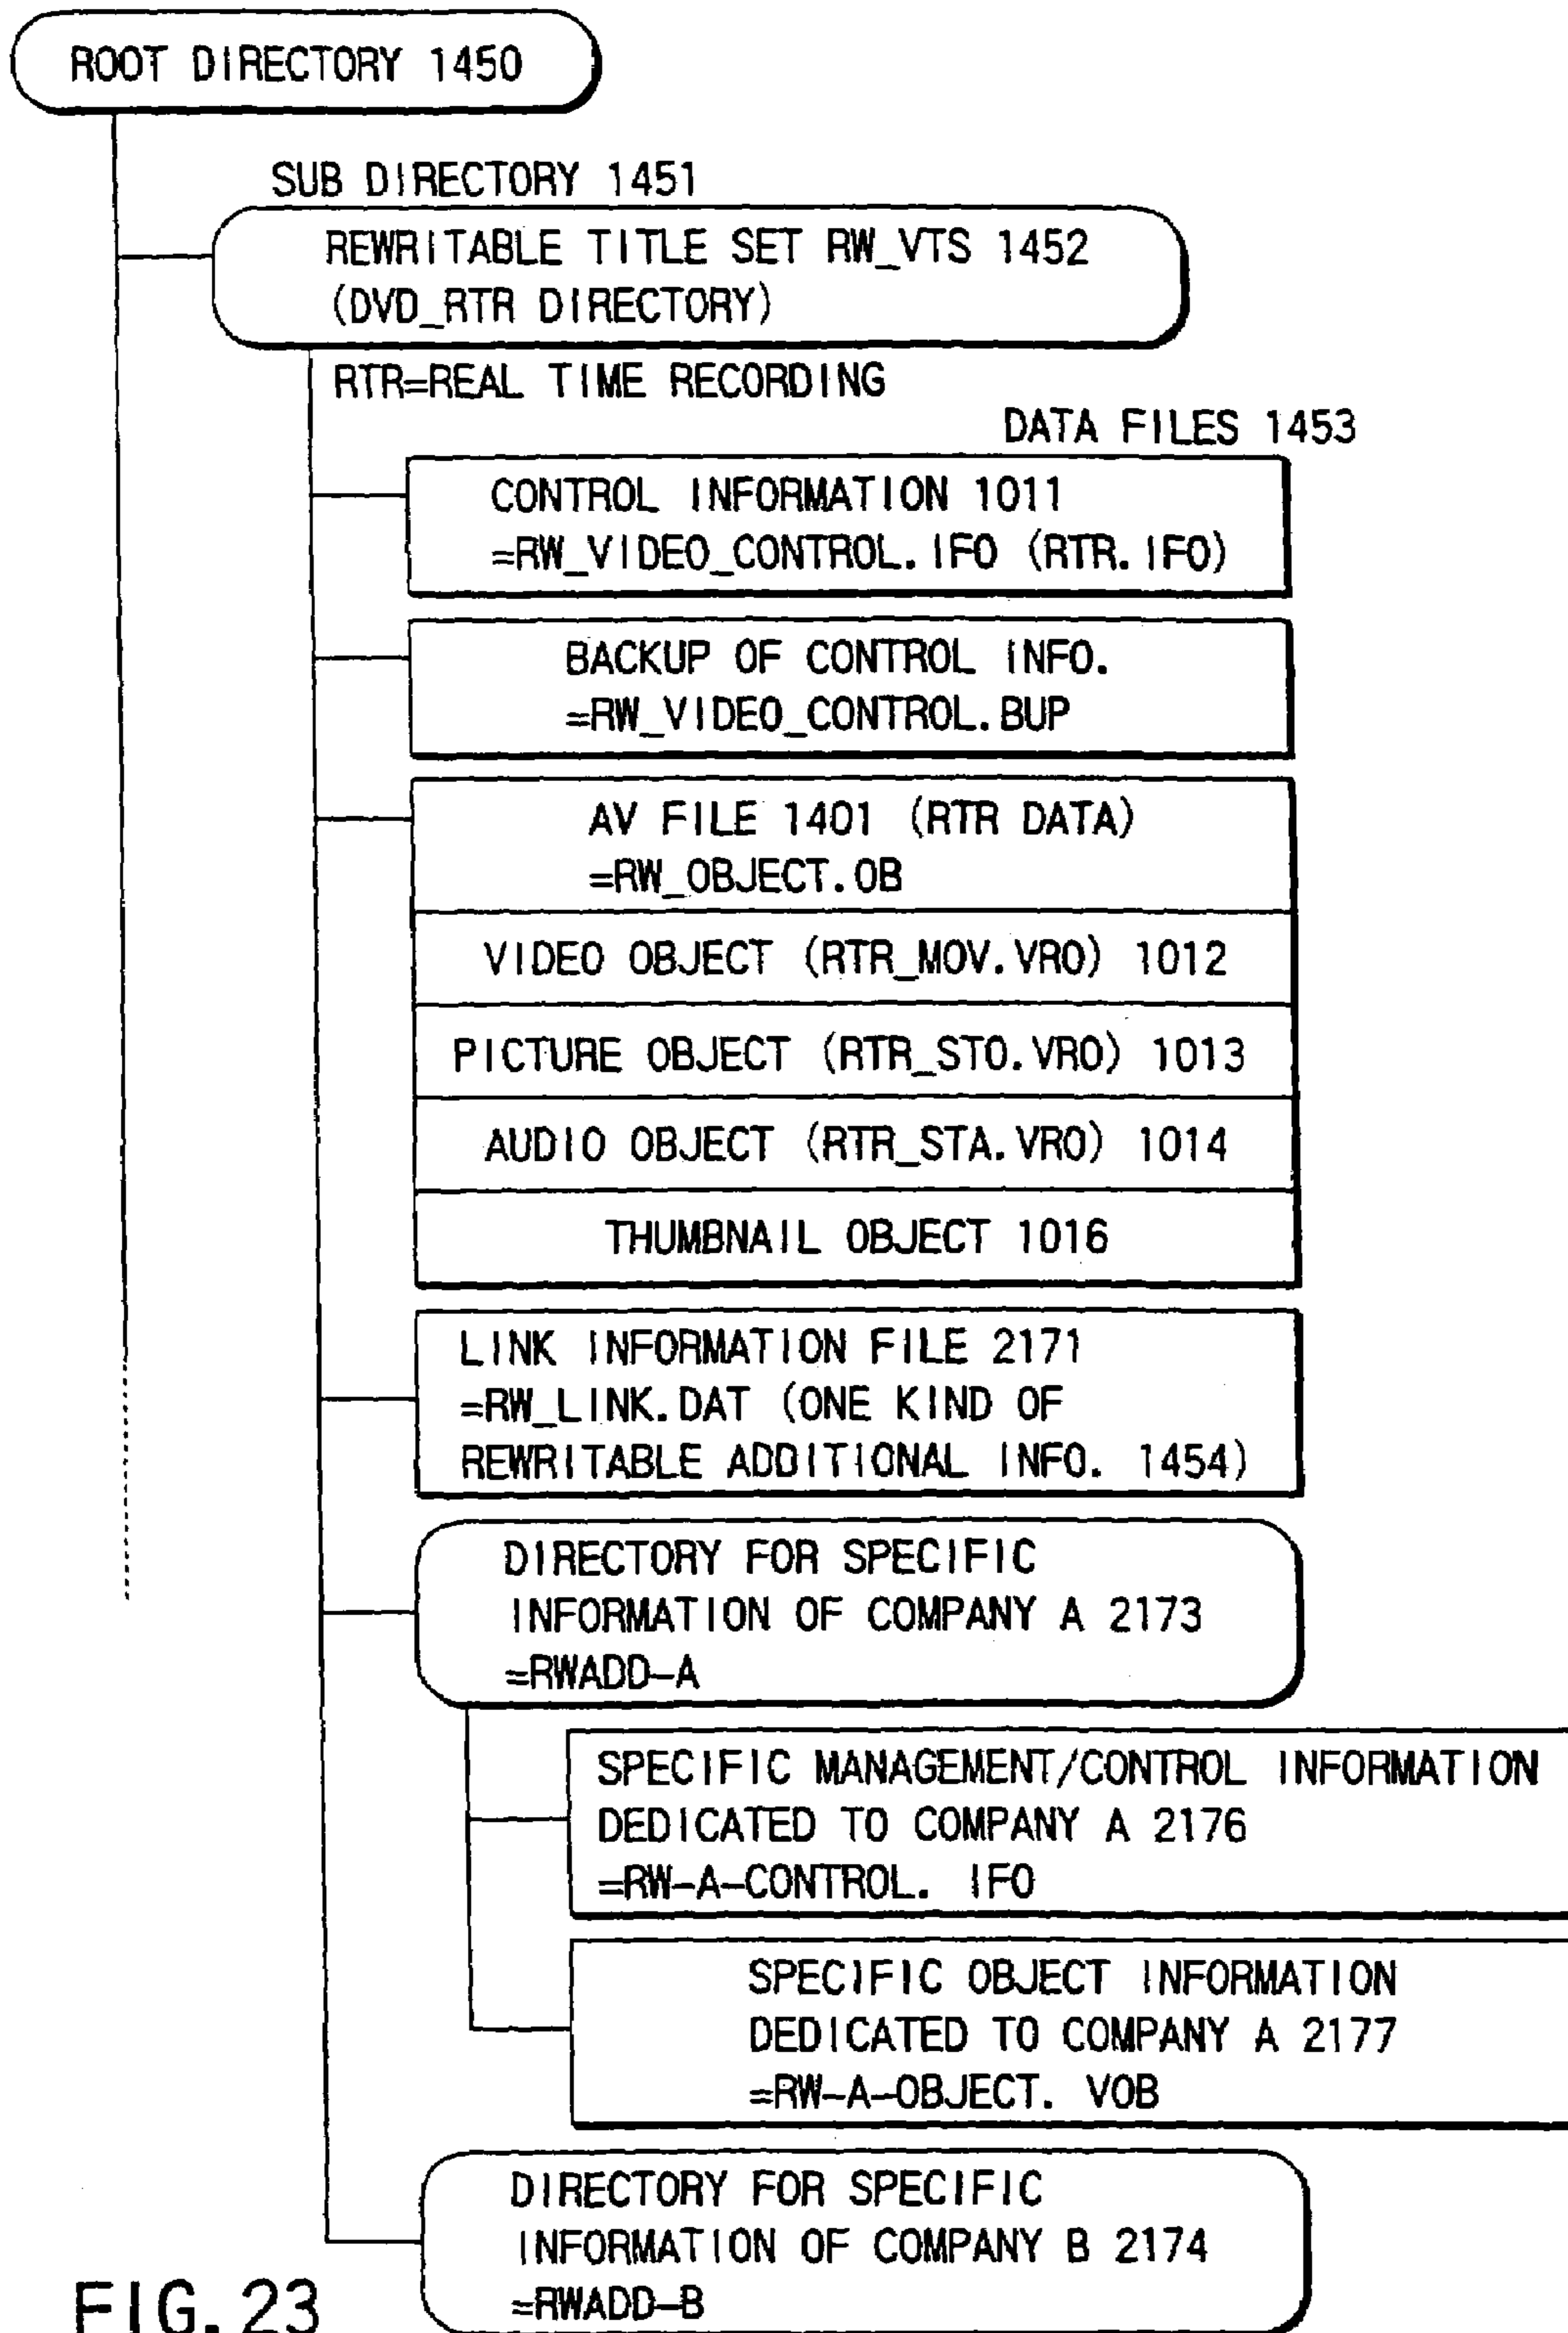 ROOT DIRECTORY 1450
SUB DIRECTORY 1451
REWRITABLE TITLE SET RW_VTS 1452
(DVD_RTR DIRECTORY)
RTR=REAL TIME RECORDING
DATA FILES 1453
CONTROL INFORMATION 1011
=RW_VIDEO_CONTROL.IFO (RTR.IFO)
BACKUP OF CONTROL INFO.
=RW_VIDEO_CONTROL.BUP
AV FILE 1401 (RTR DATA)
=RW_OBJECT.OB
VIDEO OBJECT (RTR_MOV.VRO) 1012
PICTURE OBJECT (RTR_STO.VRO) 1013
AUDIO OBJECT (RTR_STA.VRO) 1014
THUMBNAIL OBJECT 1016
LINK INFORMATION FILE 2171
=RW_LINK.DAT (ONE KIND OF
REWRITABLE ADDITIONAL INFO. 1454)
DIRECTORY FOR SPECIFIC
INFORMATION OF COMPANY A 2173
=RWADD-A
SPECIFIC MANAGEMENT/CONTROL INFORMATION
DEDICATED TO COMPANY A 2176
=RW-A-CONTROL. IFO
SPECIFIC OBJECT INFORMATION
DEDICATED TO COMPANY A 2177
=RW-A-OBJECT. VOB
DIRECTORY FOR SPECIFIC
INFORMATION OF COMPANY B 2174
=RWADD-B
FIG. 23